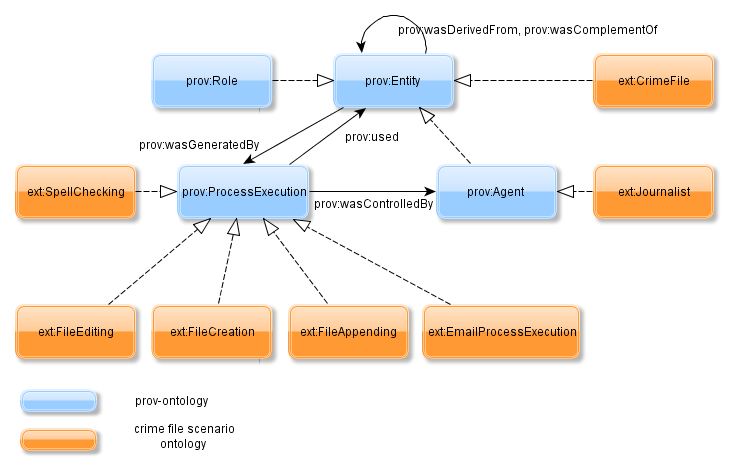 prov:wasDerivedFrom, prov:wasComplementOf
prov:Role
prov:Entity
ext:CrimeFile
prov:wasGeneratedBy
prov:used
ext:SpellChecking
prov:ProcessExecution
prov:wasControlledBy
prov:Agent
ext:Journalist
ext:FileEditing
ext:FileCreation
ext:FileAppending
ext:EmailProcessExecution
prov-ontology
crime file scenario
ontology